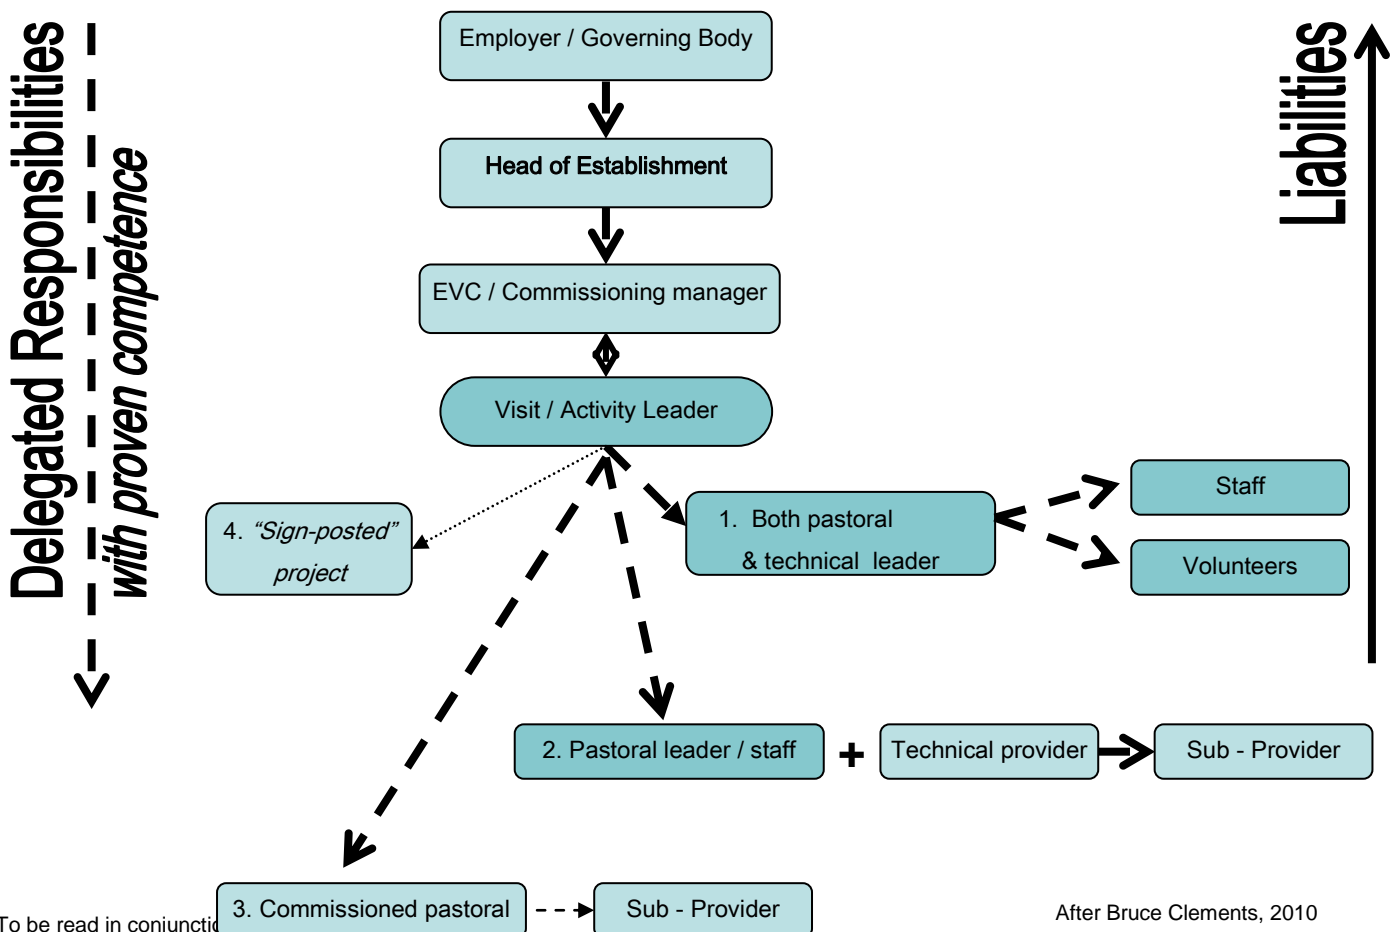 Delegated Responsibilities
with proven competence
Liabilities
Employer / Governing Body
Head of Establishment
EVC / Commissioning manager
Visit / Activity Leader
4. “Sign-posted”
project
1. Both pastoral
& technical leader
Staff
Volunteers
2. Pastoral leader / staff
+
Technical provider
Sub - Provider
3. Commissioned pastoral
Sub - Provider
To be read in
After Bruce Clements, 2010